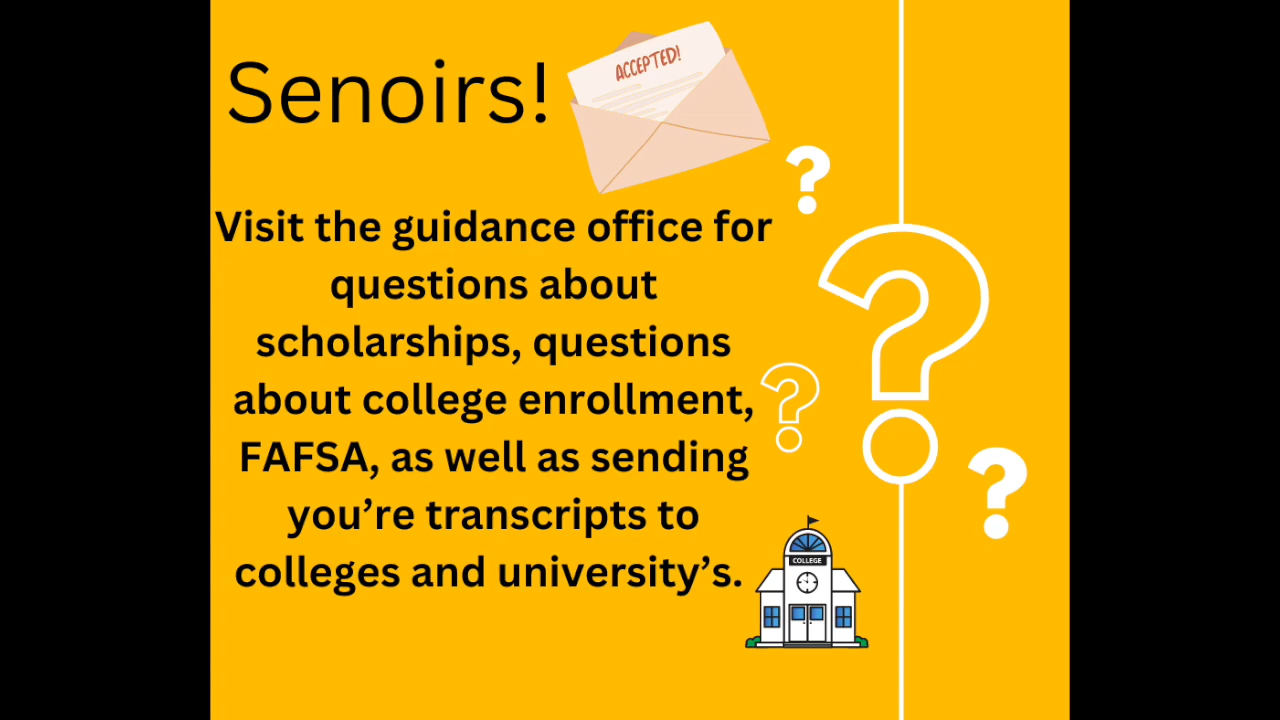 Senoirs!
ACCEPTED!
Visit the guidance office for
questions about
scholarships, questions
about college enrollment,
FAFSA, as well as sending
you’re transcripts to
colleges and university’s.
COLLEGE
?
?
?
?